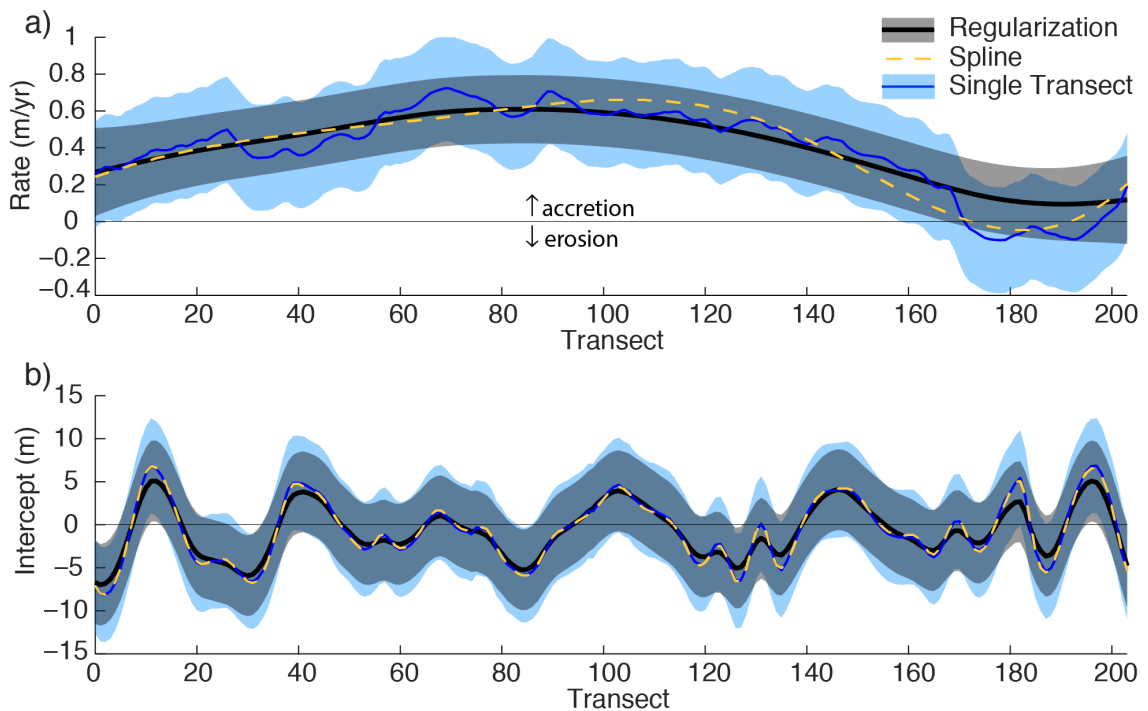 a)
Regularization
Spline
Single Transect
Rate (m/yr)
1
0.8
0.6
0.4
0.2
0
−0.2
−0.4
↑ accretion
↓ erosion
0 20 40 60 80 100 120 140 160 180 200
Transect
b)
Intercept (m)
15
10
5
0
−5
−10
−15
0 20 40 60 80 100 120 140 160 180 200
Transect